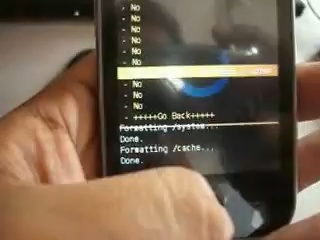 - No
- No
- No
- No
- No
- No
- No
- No
- No
- +++++Go Back+++++
Formatting /system...
Done.
Formatting /cache...
Done.